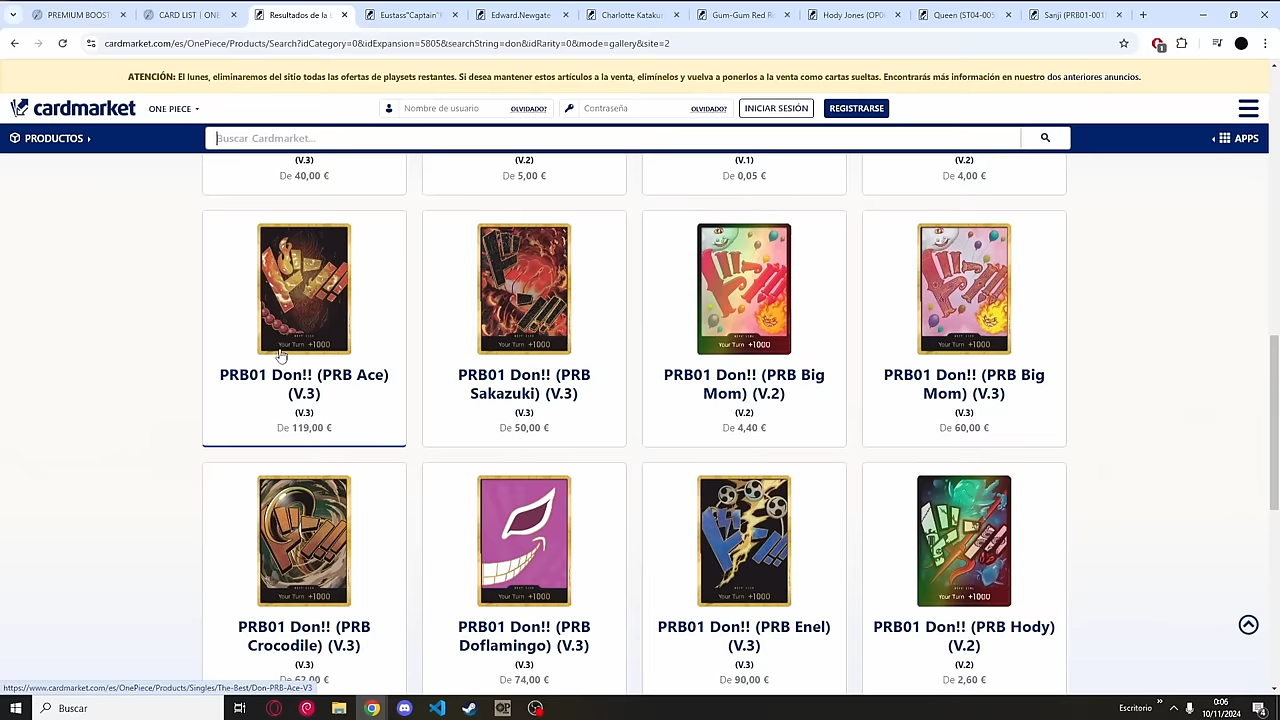 PREMIUM BOOST
CARD LIST | ONE
Resultados de la
Eustass"Captain"
Edward.Newgate
Charlotte Kataku
Gum-Gum Red R
Hody Jones (OP0
Queen (ST04-005
Sanji (PRB01-001)
cardmarket.com/es/OnePiece/Products/Search?idCategory=0&idExpansion=5805&searchString=don&idRarity=0&mode=gallery&site=2
ATENCIÓN: El lunes, eliminaremos del sitio todas las ofertas de playsets restantes. Si desea mantener estos artículos a la venta, elimínelos y vuelva a ponerlos a la venta como cartas sueltas. Encontrarás más información en nuestro dos anteriores anuncios.
cardmarket ONE PIECE Nombre de usuario OLVIDADO? Contraseña OLVIDADO? INICIAR SESIÓN REGISTRARSE
PRODUCTOS Buscar Cardmarket... APPS
(V.3) (V.2) (V.1) (V.2)
De 40,00 € De 5,00 € De 0,05 € De 4,00 €
Your Turn +1000 Your Turn +1000 Your Turn +1000 Your Turn +1000
PRB01 Don!! (PRB Ace) (V.3)
(V.3)
De 119,00 €
PRB01 Don!! (PRB Sakazuki) (V.3)
(V.3)
De 50,00 €
PRB01 Don!! (PRB Big Mom) (V.2)
(V.2)
De 4,40 €
PRB01 Don!! (PRB Big Mom) (V.3)
(V.3)
De 60,00 €
ドン!!
Your Turn +1000 Your Turn +1000 Your Turn +1000 Your Turn +1000
PRB01 Don!! (PRB Crocodile) (V.3)
(V.3)
De 62,00 €
PRB01 Don!! (PRB Doflamingo) (V.3)
(V.3)
De 74,00 €
PRB01 Don!! (PRB Enel) (V.3)
(V.3)
De 90,00 €
PRB01 Don!! (PRB Hody) (V.2)
(V.2)
De 2,60 €
https://www.cardmarket.com/es/OnePiece/Products/Singles/The-Best/Don-PRB-Ace-V3
Buscar
Escritorio
0:06
10/11/2024